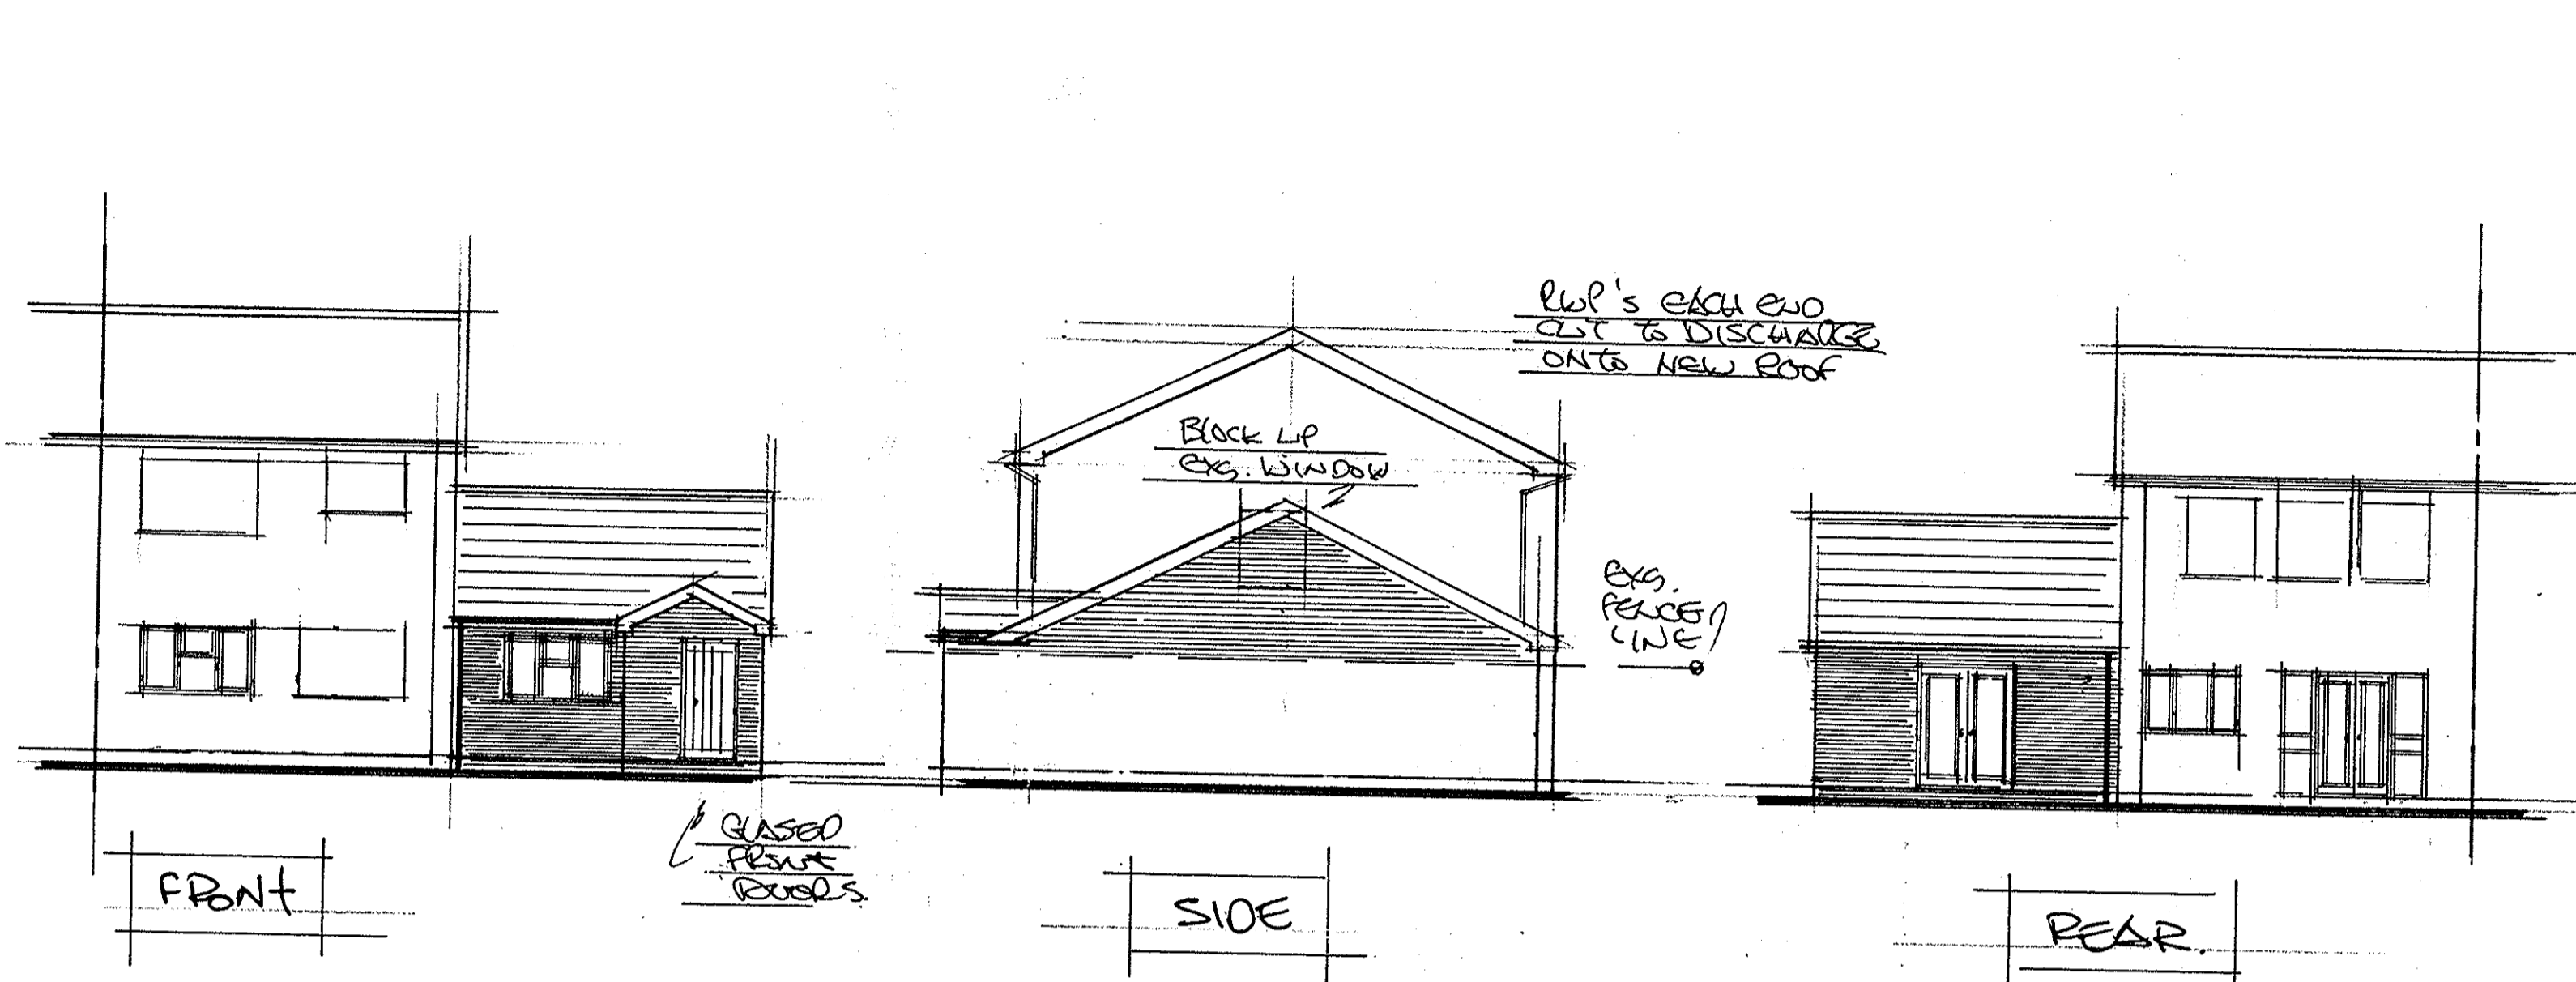 RWP's EACH END
CUT TO DISCHARGE
ONTO NEW ROOF
BLOCK UP
EXG. WINDOW
EXG.
FENCE
LINE
GLASED
FRONT
DOORS.
FRONT
SIDE
REAR.